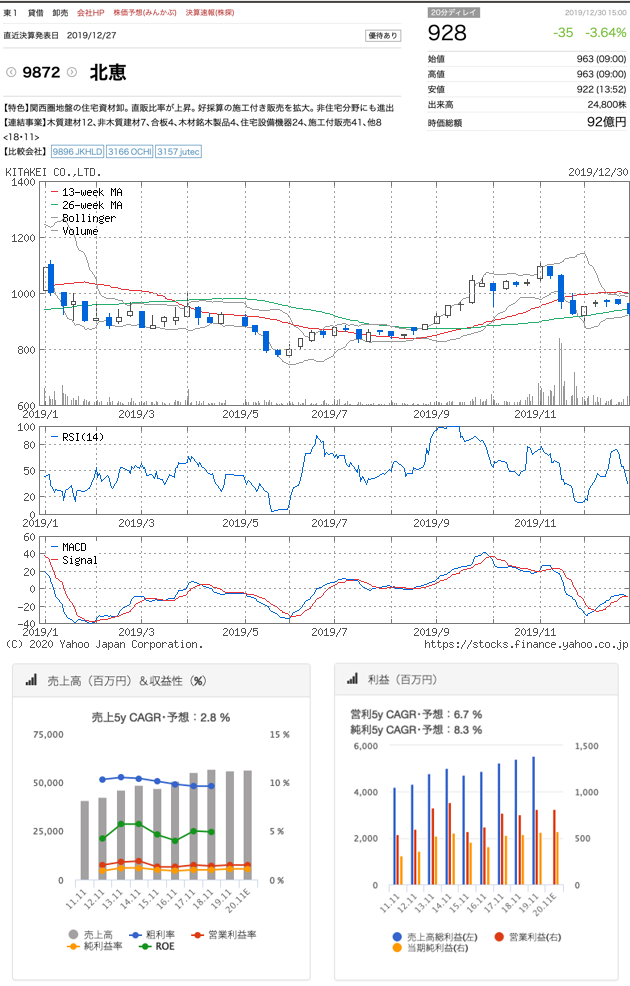 東1 貸借 卸売 会社HP 株価予想(みんかぶ) 決算速報(株探)
直近決算発表日 2019/12/27 優待あり
20分ディレイ 2019/12/30 15:00
928 -35 -3.64%
始値 963 (09:00)
高値 963 (09:00)
安値 922 (13:52)
出来高 24,800株
時価総額 92億円
9872 北恵
【特色】関西圏地盤の住宅資材卸。直販比率が上昇。好採算の施工付き販売を拡大。非住宅分野にも進出
【連結事業】木質建材12、非木質建材7、合板4、木材銘木製品4、住宅設備機器24、施工付販売41、他8
<18・11>
【比較会社】 9896 JKHLD 3166 OCHI 3157 jutec
KITAKEI CO.,LTD. 2019/12/30
13-week MA
26-week MA
Bollinger
Volume
1400
1200
1000
800
600
2019/1 2019/3 2019/5 2019/7 2019/9 2019/11
RSI(14)
100
80
50
20
0
2019/1 2019/3 2019/5 2019/7 2019/9 2019/11
MACD
Signal
60
40
20
0
-20
-40
2019/1 2019/3 2019/5 2019/7 2019/9 2019/11
(C) 2020 Yahoo Japan Corporation. https://stocks.finance.yahoo.co.jp
売上高（百万円）＆収益性（%）
売上5y CAGR・予想：2.8 %
75,000 15 %
50,000 10 %
25,000 5 %
0 0 %
11.11 12.11 13.11 14.11 15.11 16.11 17.11 18.11 19.11 20.11E
売上高 粗利率 営業利益率
純利益率 ROE
利益（百万円）
営利5y CAGR・予想：6.7 %
純利5y CAGR・予想：8.3 %
6,000 1,500
4,000 1,000
2,000 500
0 0
11.11 12.11 13.11 14.11 15.11 16.11 17.11 18.11 19.11 20.11E
売上高総利益(左) 営業利益(右)
当期純利益(右)